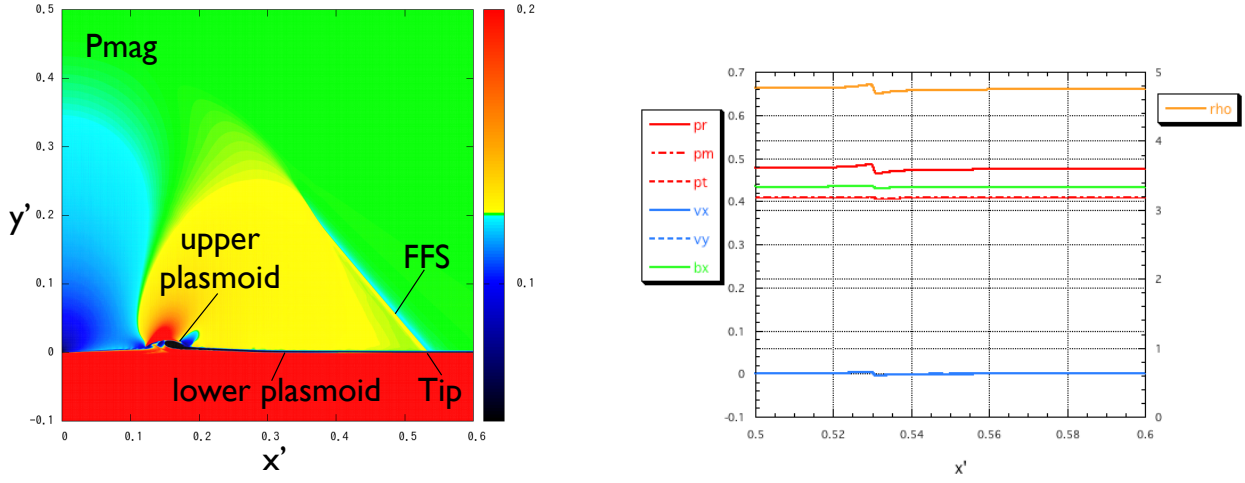 0.5
0.4
0.3
0.2
0.1
0
-0.1
0
0.1
0.2
0.3
0.4
0.5
0.6
Pmag
y'
x'
upper
plasmoid
FFS
lower plasmoid
Tip
0.2
0.1
pr
pm
pt
vx
vy
bx
0.7
0.6
0.5
0.4
0.3
0.2
0.1
0
-0.1
0.5
0.52
0.54
0.56
0.58
0.6
x'
5
4
3
2
1
0
rho